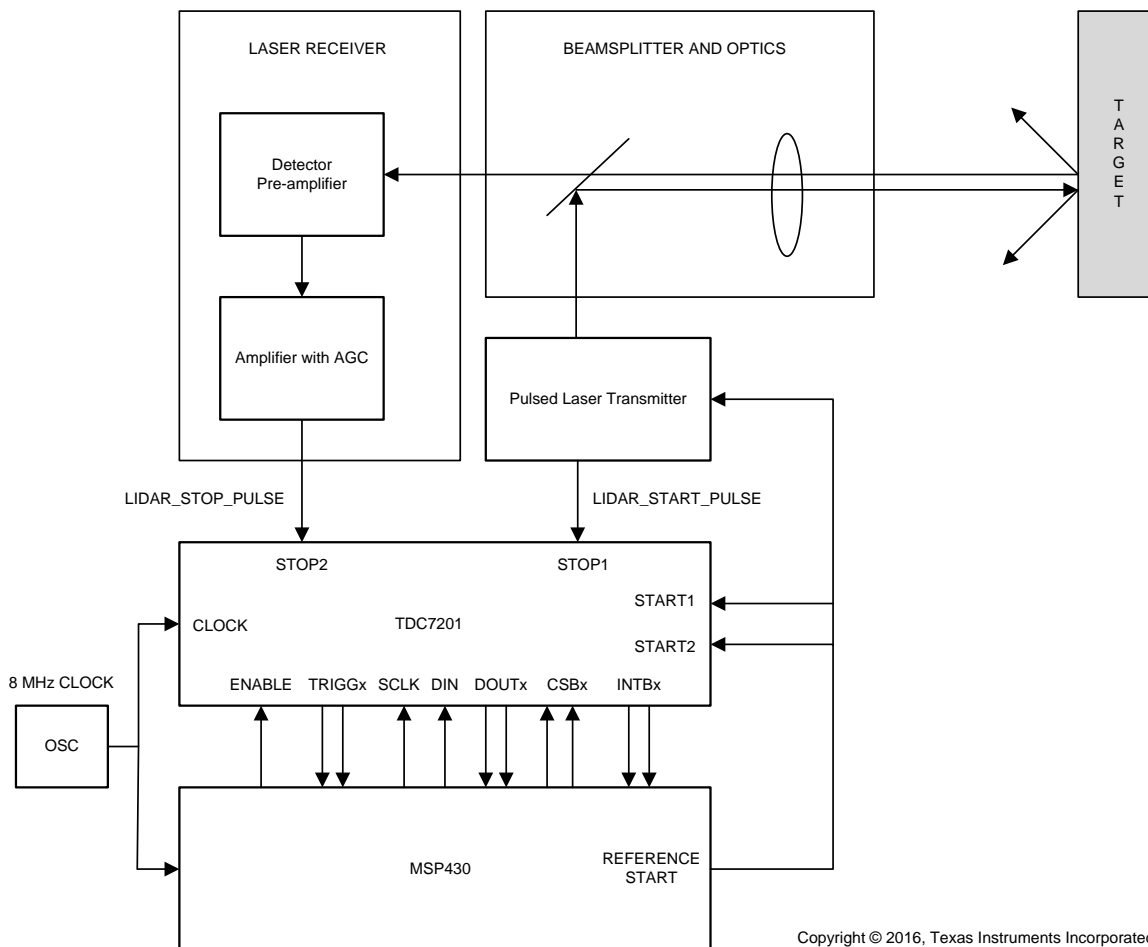 LASER RECEIVER
BEAMSPLITTER AND OPTICS
T
A
R
G
E
T
Detector
Pre-amplifier
Amplifier with AGC
Pulsed Laser Transmitter
LIDAR_STOP_PULSE
LIDAR_START_PULSE
STOP2
STOP1
START1
CLOCK
TDC7201
START2
8 MHz CLOCK
ENABLE
TRIGGx
SCLK
DIN
DOUTx
CSBx
INTBx
OSC
MSP430
REFERENCE
START
Copyright © 2016, Texas Instruments Incorporated